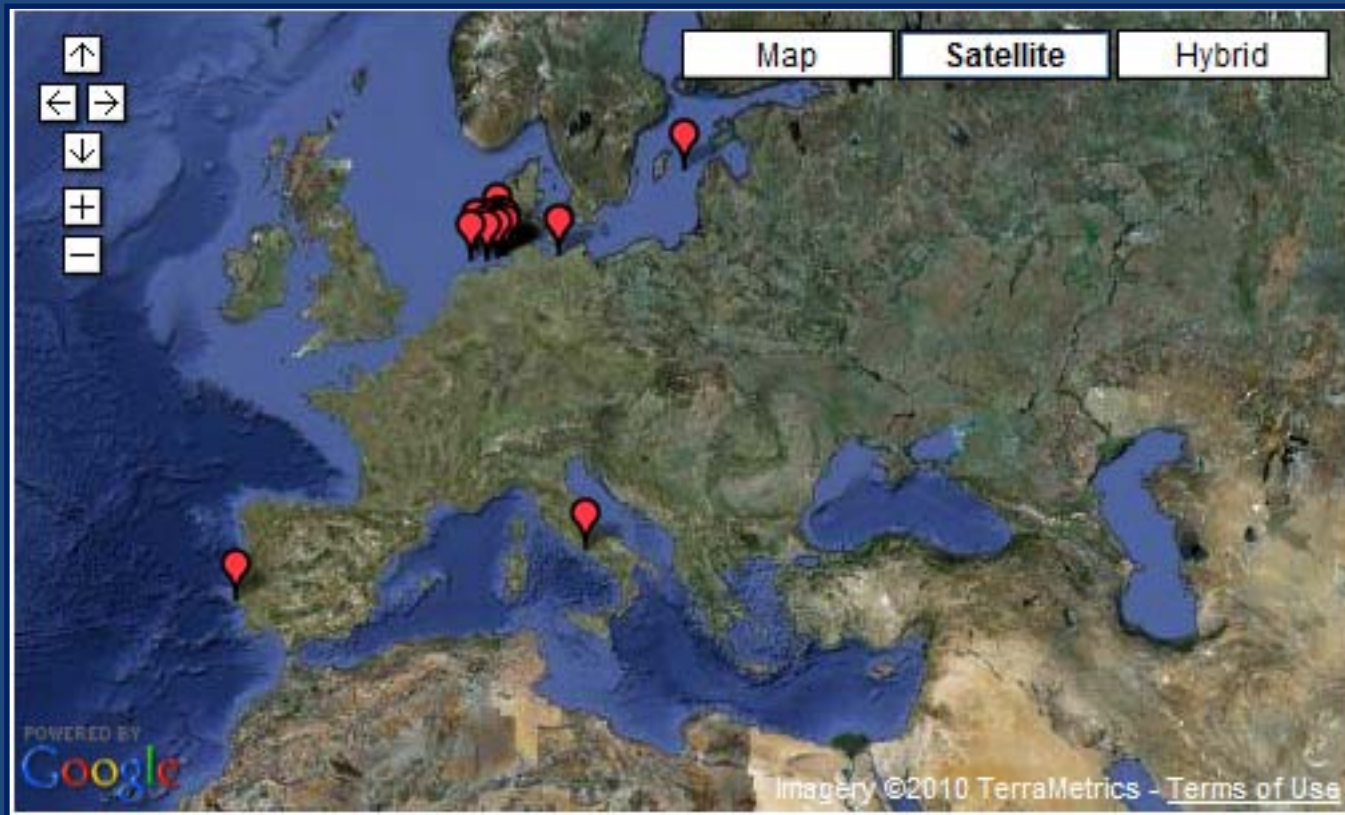 Map
Satellite
Hybrid
POWERED BY
Google
Imagery ©2010 TerraMetrics - Terms of Use